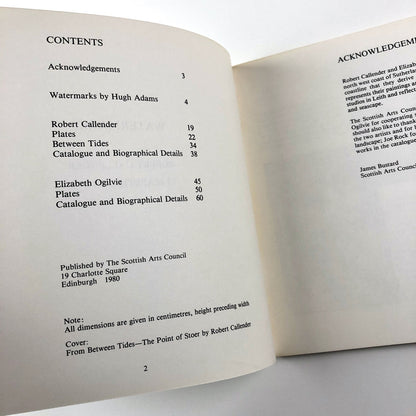 CONTENTS
Acknowledgements 3
Watermarks by Hugh Adams 4
Robert Callender 19
Plates 22
Between Tides 34
Catalogue and Biographical Details 38
Elizabeth Ogilvie 45
Plates 50
Catalogue and Biographical Details 60
Published by The Scottish Arts Council
19 Charlotte Square
Edinburgh 1980
Note:
All dimensions are given in centimetres, height preceding width
Cover:
From Between Tides—The Point of Stoer by Robert Callender
2
ACKNOWLEDGEME
Robert Callender and Elizab
north west coast of Sutherla
coastline that they derive
represents their paintings a
studios in Leith and reflect
and seascape.
The Scottish Arts Counc
Ogilvie for cooperating
should also like to thank
the two artists and for
landscape; Joe Rock fo
works in the catalogue
James Bustard
Scottish Arts Council